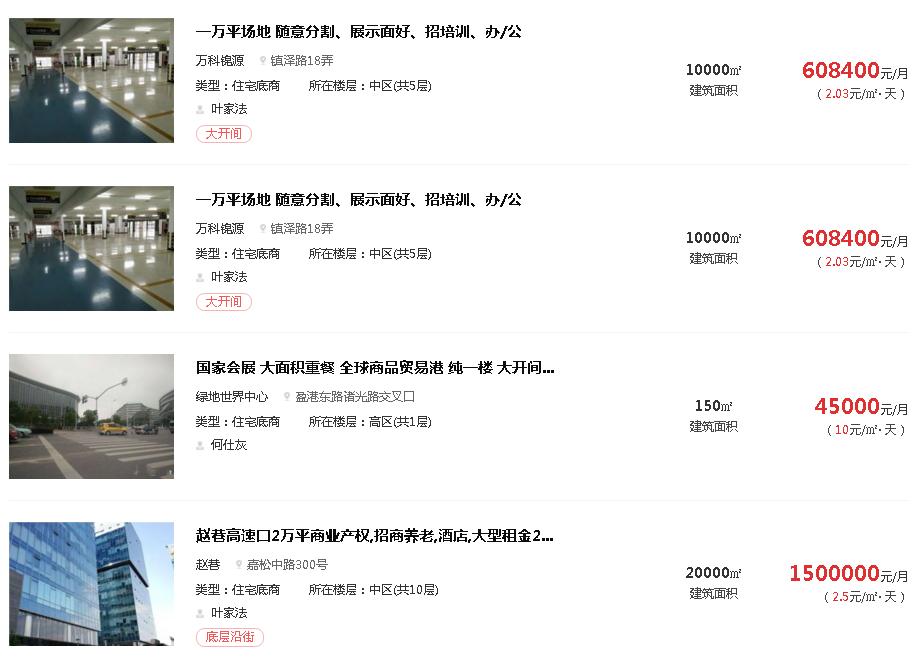 一万平场地 随意分割、展示面好、招培训、办/公
万科锦源 镇泽路18弄
类型：住宅底商 所在楼层：中区(共5层)
叶家法
大开间
10000㎡
建筑面积
608400元/月
( 2.03元/㎡·天 )
一万平场地 随意分割、展示面好、招培训、办/公
万科锦源 镇泽路18弄
类型：住宅底商 所在楼层：中区(共5层)
叶家法
大开间
10000㎡
建筑面积
608400元/月
( 2.03元/㎡·天 )
国家会展 大面积重餐 全球商品贸易港 纯一楼 大开间...
绿地世界中心 盈港东路诸光路交叉口
类型：住宅底商 所在楼层：高区(共1层)
何仕灰
150㎡
建筑面积
45000元/月
( 10元/㎡·天 )
赵巷高速口2万平商业产权,招商养老,酒店,大型租金2...
赵巷 嘉松中路300号
类型：住宅底商 所在楼层：中区(共10层)
叶家法
底层沿街
20000㎡
建筑面积
1500000元/月
( 2.5元/㎡·天 )